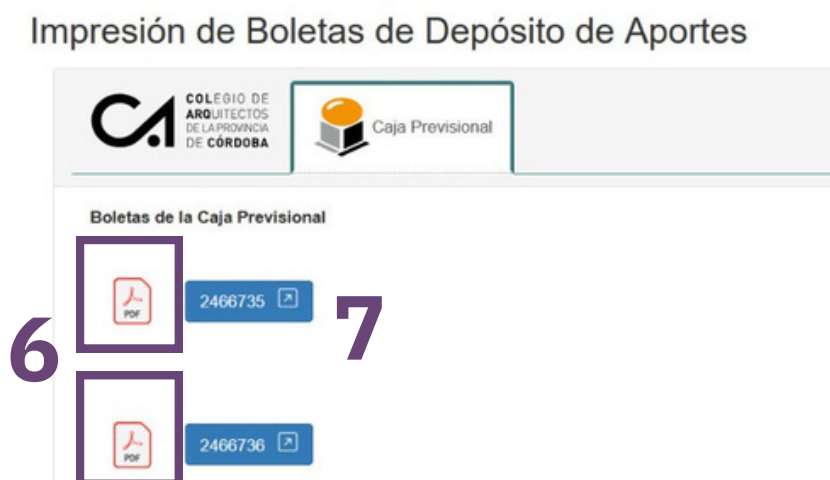 Impresión de Boletas de Depósito de Aportes
CA
COLEGIO DE
ARQUITECTOS
DE LA PROVINCIA
DE CÓRDOBA
Caja Previsional
Boletas de la Caja Previsional
6
PDF
2466735
7
PDF
2466736